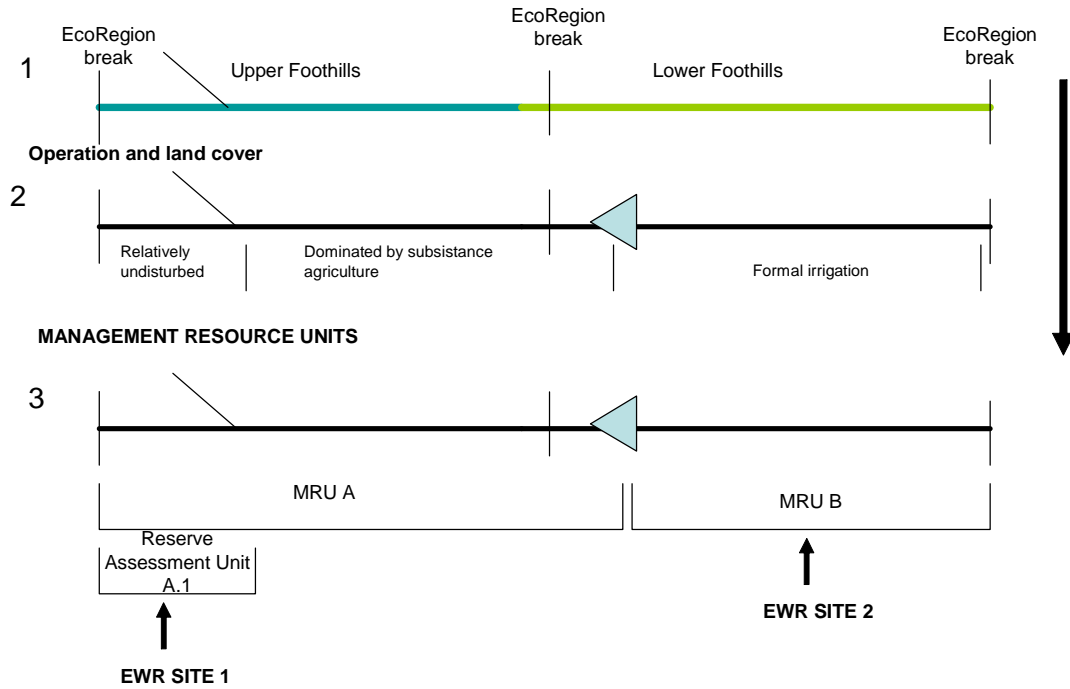 EcoRegion
break
EcoRegion
break
EcoRegion
break
1
Upper Foothills
Lower Foothills
Operation and land cover
2
Relatively
undisturbed
Dominated by subsistance
agriculture
Formal irrigation
MANAGEMENT RESOURCE UNITS
3
MRU A
MRU B
Reserve
Assessment Unit
A.1
EWR SITE 2
EWR SITE 1